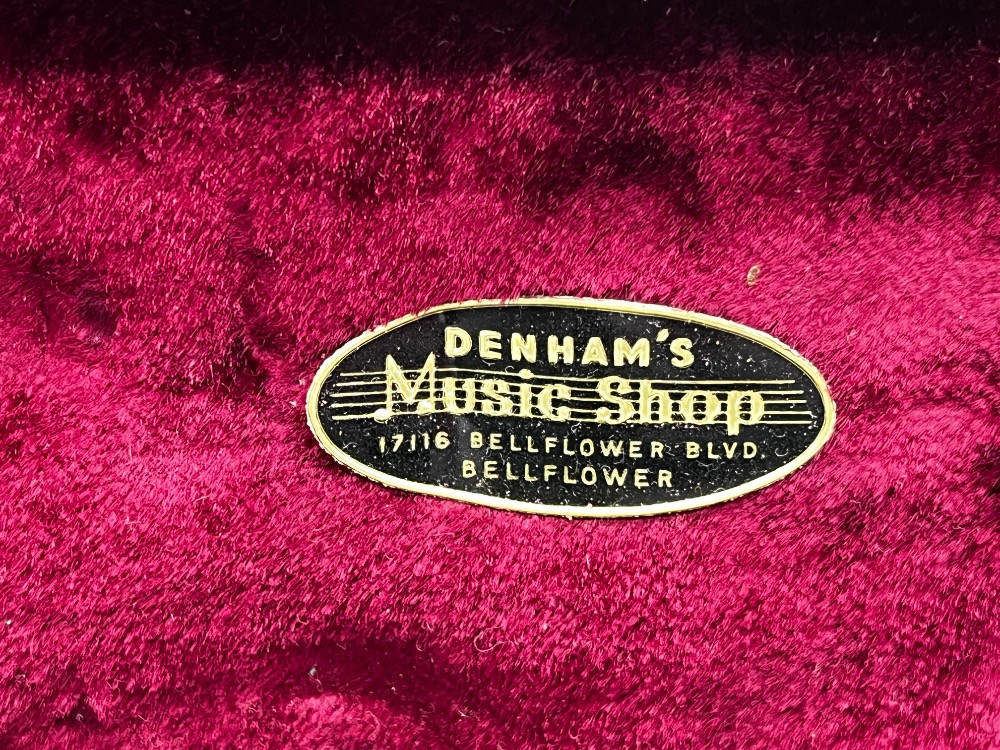 DENHAM'S
Music Shop
17116 BELLFLOWER BLVD.
BELLFLOWER